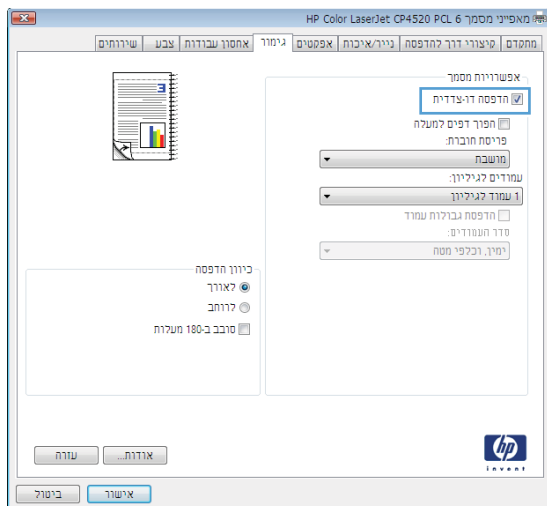 מאפייני מסמך HP Color LaserJet CP4520 PCL 6
מתקדם
קיצורי דרך להדפסה
נייר/איכות
אפקטים
גימור
אחסון עבודות
צבע
שירותים
אפשרויות מסמך
הדפסה דו-צדדית
הפוך דפים למעלה
פריסת חוברת:
מושבת
עמודים לגיליון:
1 עמוד לגיליון
הדפסת גבולות עמוד
סדר העמודים:
ימין, וכלפי מטה
3
כיוון הדפסה
לאורך
לרוחב
סובב ב-180 מעלות
hp
invent
אודות...
עזרה
אישור
ביטול